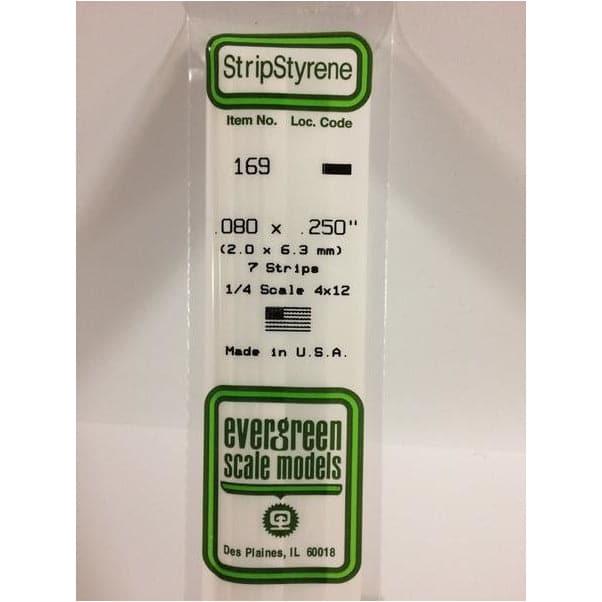 StripStyrene
Item No. Loc. Code
169
.080 x .250"
(2.0 x 6.3 mm)
7 Strips
1/4 Scale 4x12
Made in U.S.A.
evergreen
scale models
Des Plaines, IL 60018